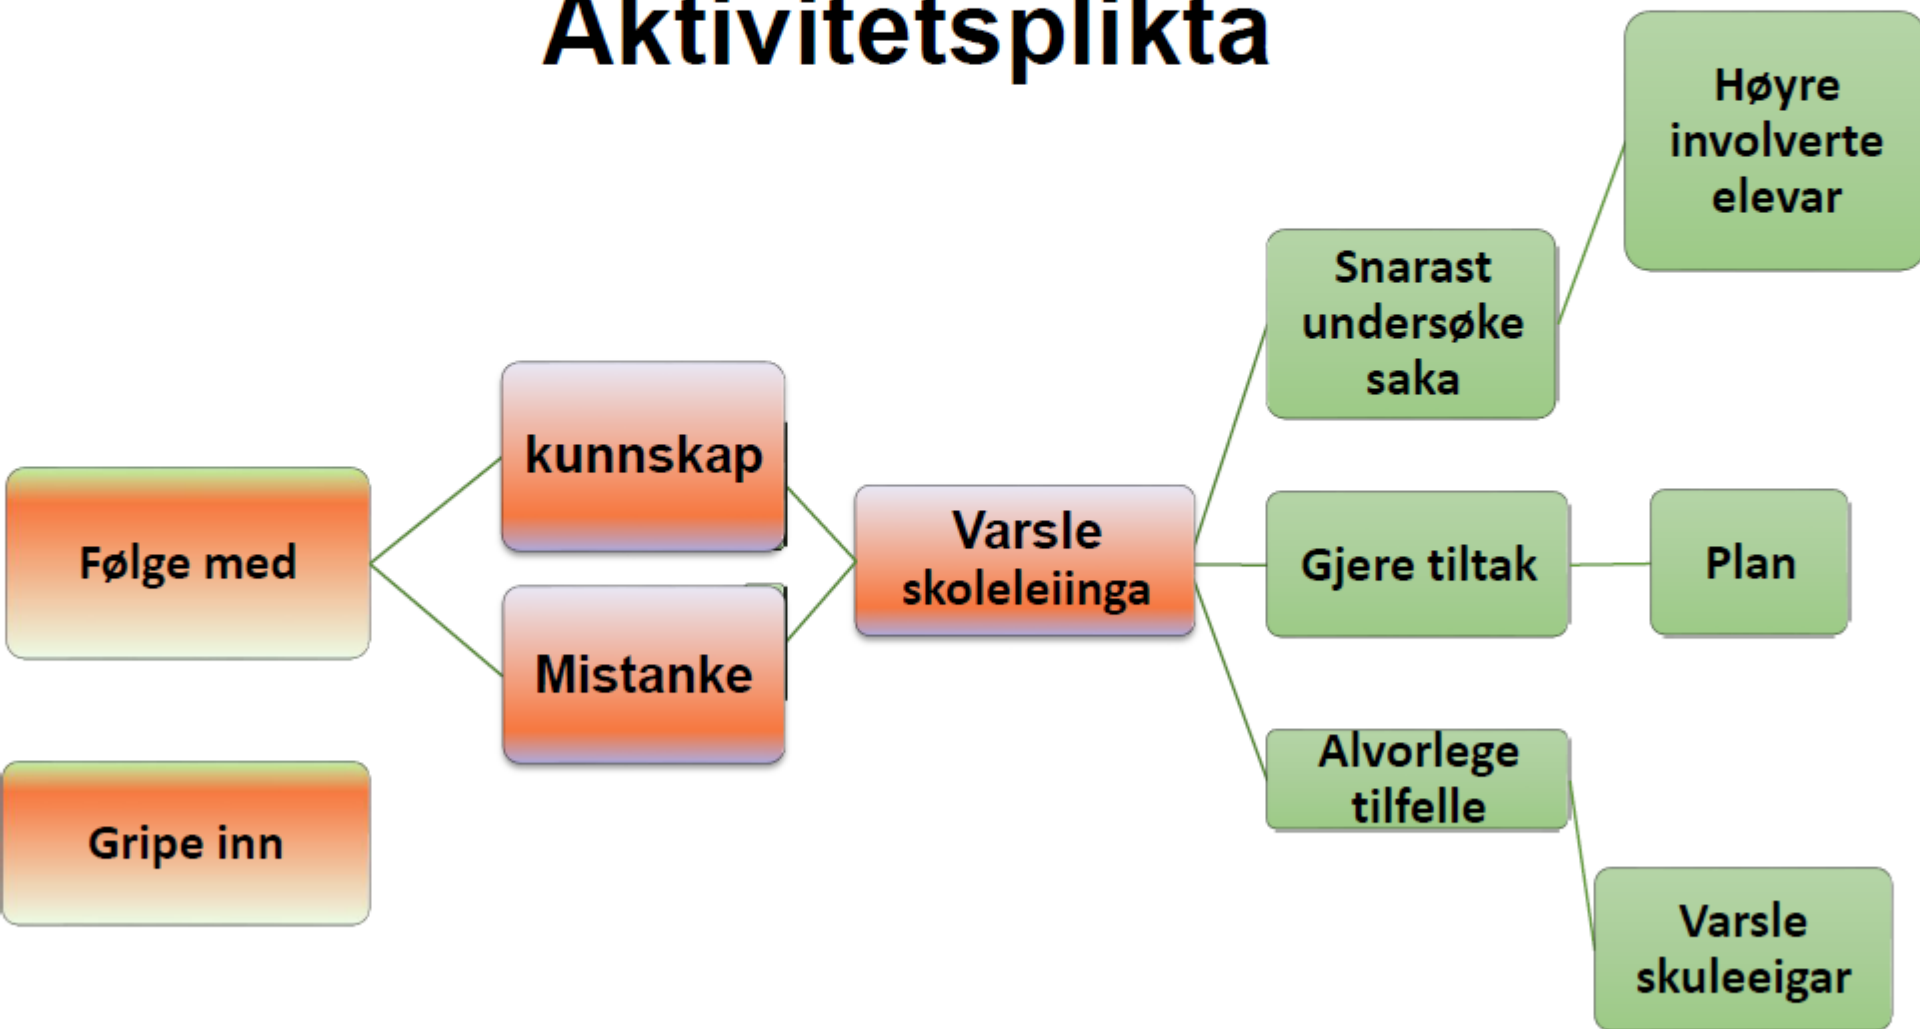 Aktivitetsplikta
Følge med
Gripe inn
kunnskap
Mistanke
Varsle
skoleleiinga
Snarast
undersøke
saka
Høyre
involverte
elevar
Gjere tiltak
Plan
Alvorlege
tilfelle
Varsle
skuleeigar